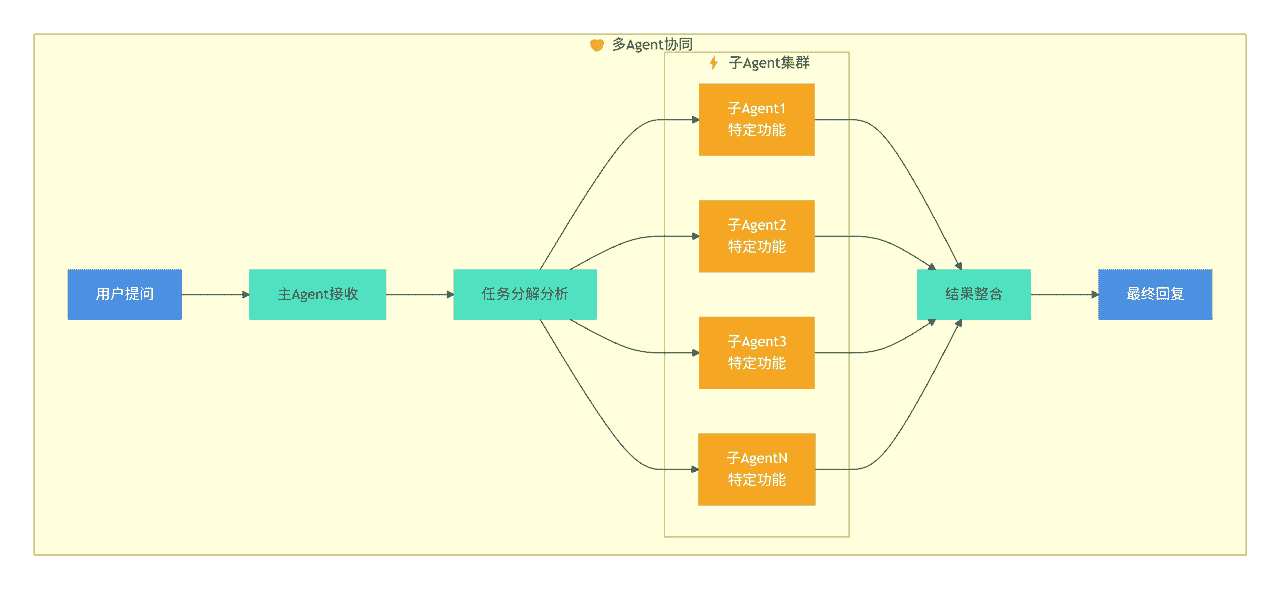 🧡 多Agent协同
⚡ 子Agent集群
用户提问
主Agent接收
任务分解分析
子Agent1
特定功能
子Agent2
特定功能
子Agent3
特定功能
子AgentN
特定功能
结果整合
最终回复